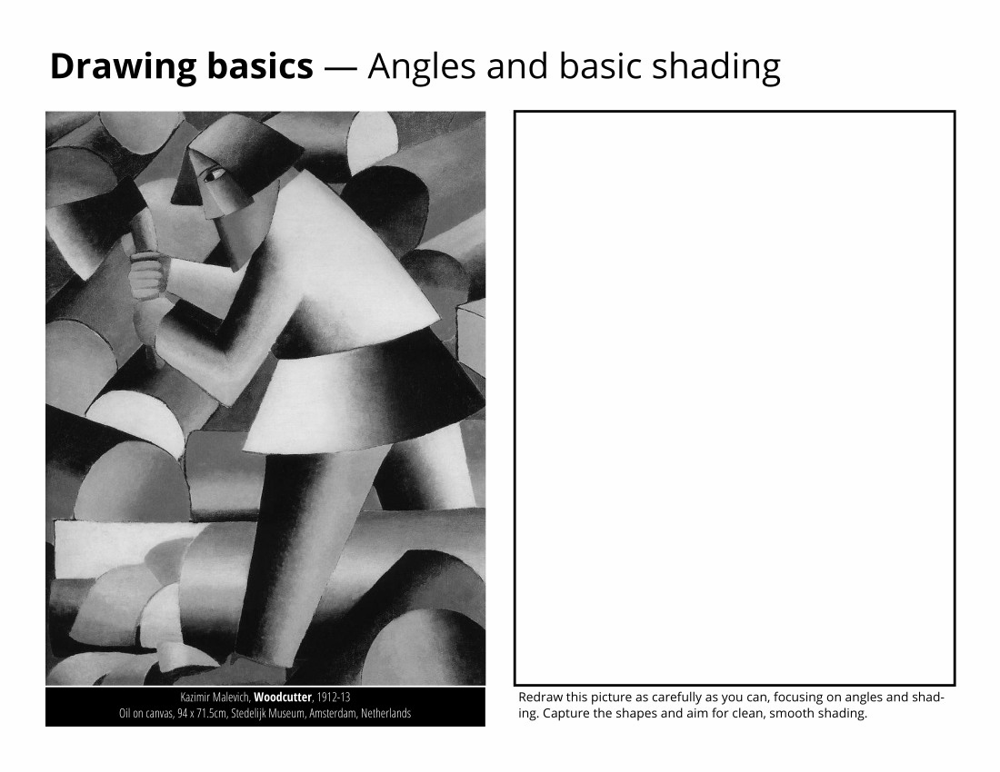 Drawing basics — Angles and basic shading
Kazimir Malevich, Woodcutter, 1912-13
Oil on canvas, 94 x 71.5cm, Stedelijk Museum, Amsterdam, Netherlands
Redraw this picture as carefully as you can, focusing on angles and shad-
ing. Capture the shapes and aim for clean, smooth shading.